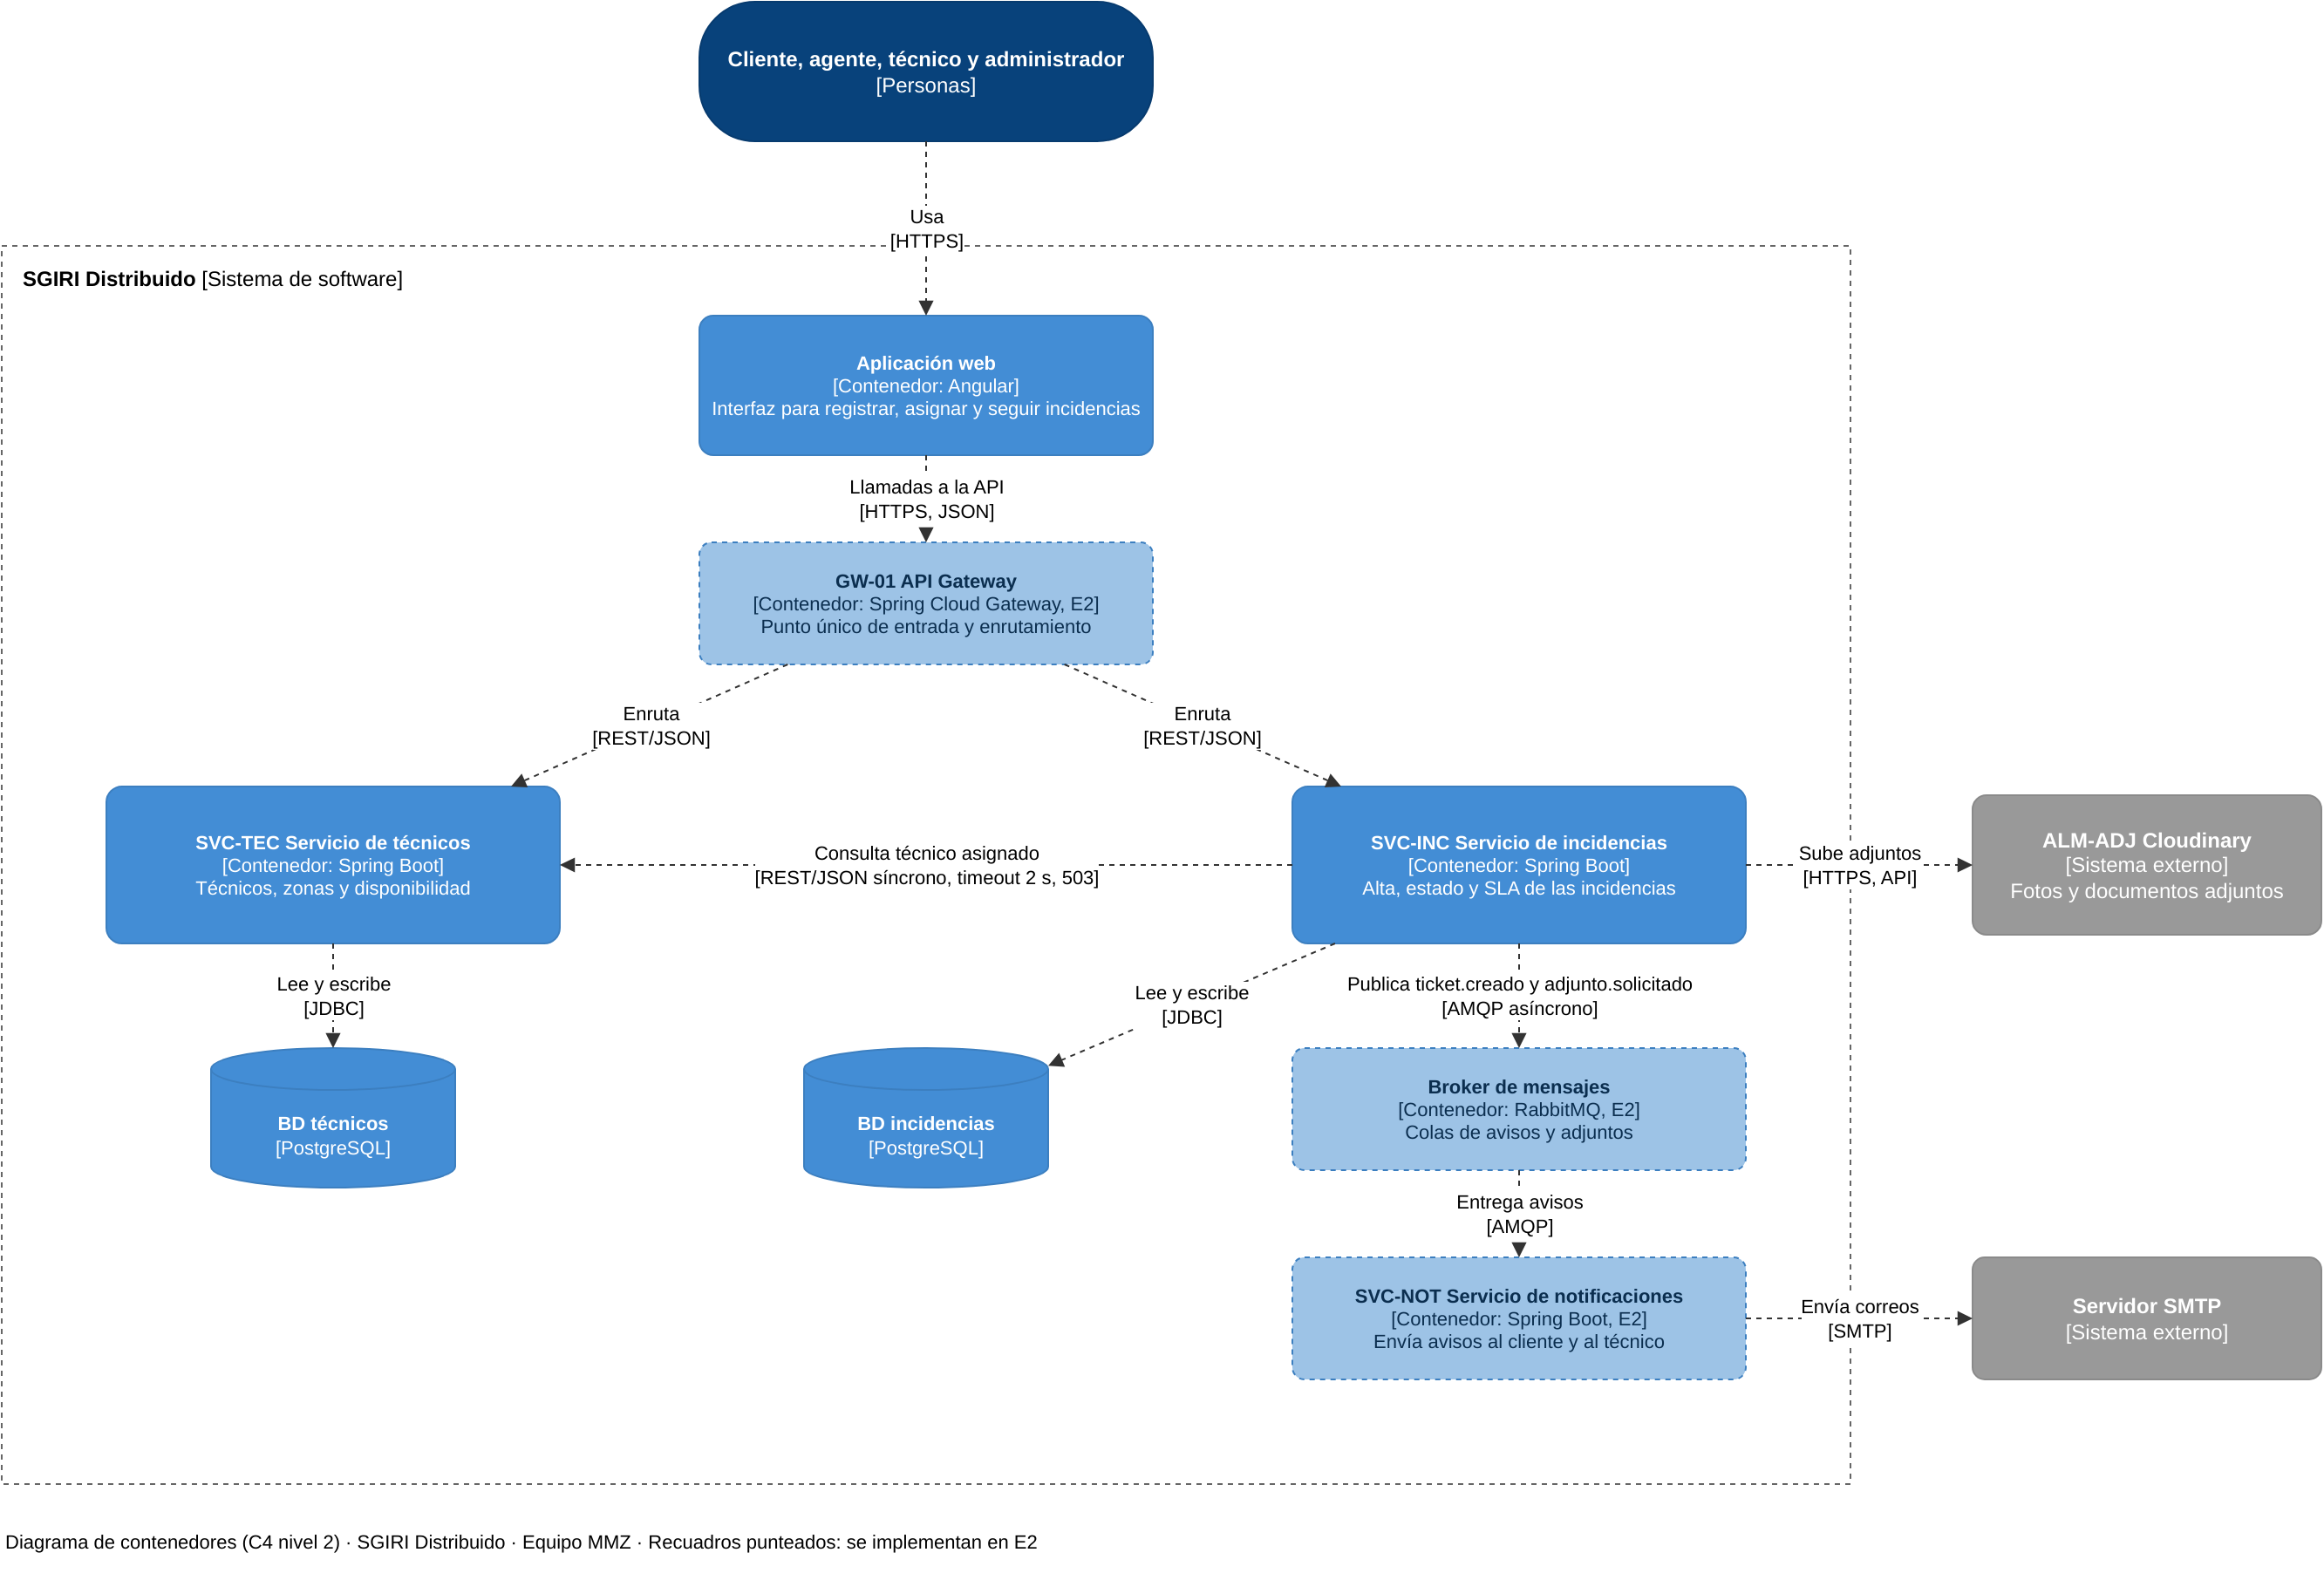 Cliente, agente, técnico y administrador
[Personas]
Usa
[HTTPS]
SGIRI Distribuido [Sistema de software]
Aplicación web
[Contenedor: Angular]
Interfaz para registrar, asignar y seguir incidencias
Llamadas a la API
[HTTPS, JSON]
GW-01 API Gateway
[Contenedor: Spring Cloud Gateway, E2]
Punto único de entrada y enrutamiento
Enruta
[REST/JSON]
Enruta
[REST/JSON]
SVC-TEC Servicio de técnicos
[Contenedor: Spring Boot]
Técnicos, zonas y disponibilidad
Consulta técnico asignado
[REST/JSON síncrono, timeout 2 s, 503]
SVC-INC Servicio de incidencias
[Contenedor: Spring Boot]
Alta, estado y SLA de las incidencias
Sube adjuntos
[HTTPS, API]
ALM-ADJ Cloudinary
[Sistema externo]
Fotos y documentos adjuntos
Lee y escribe
[JDBC]
Lee y escribe
[JDBC]
Publica ticket.creado y adjunto.solicitado
[AMQP asíncrono]
BD técnicos
[PostgreSQL]
BD incidencias
[PostgreSQL]
Broker de mensajes
[Contenedor: RabbitMQ, E2]
Colas de avisos y adjuntos
Entrega avisos
[AMQP]
SVC-NOT Servicio de notificaciones
[Contenedor: Spring Boot, E2]
Envía avisos al cliente y al técnico
Envía correos
[SMTP]
Servidor SMTP
[Sistema externo]
Diagrama de contenedores (C4 nivel 2) · SGIRI Distribuido · Equipo MMZ · Recuadros punteados: se implementan en E2